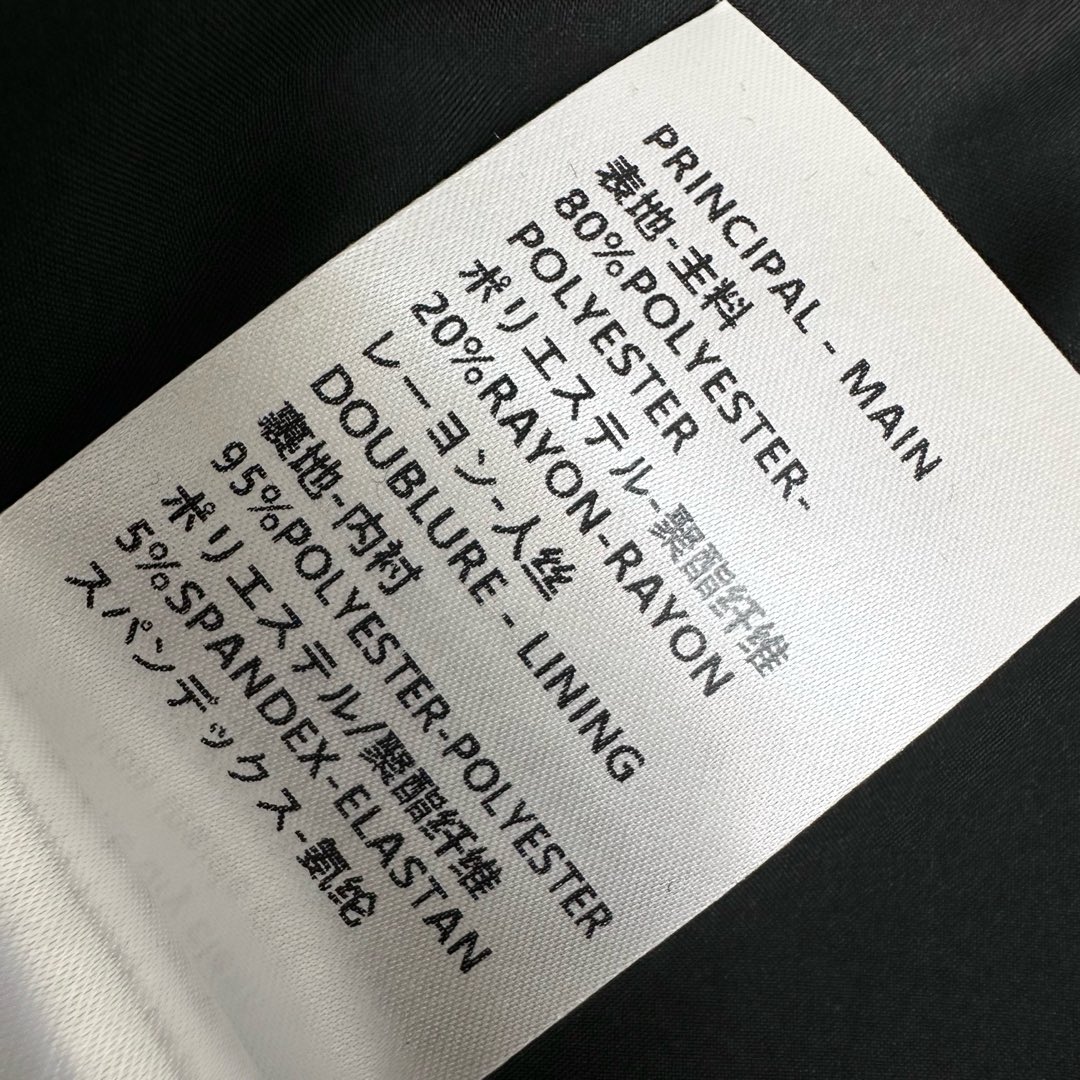 PRINCIPAL - MAIN
表地-主料
80%POLYESTER-
POLYESTER
ポリエステル-聚酯纤维
20%RAYON-RAYON
レーヨン-人丝
DOUBLURE - LINING
裏地-内衬
95%POLYESTER-POLYESTER
ポリエステル/聚酯纤维
5%SPANDEX-ELASTAN
スパンデックス-氨纶